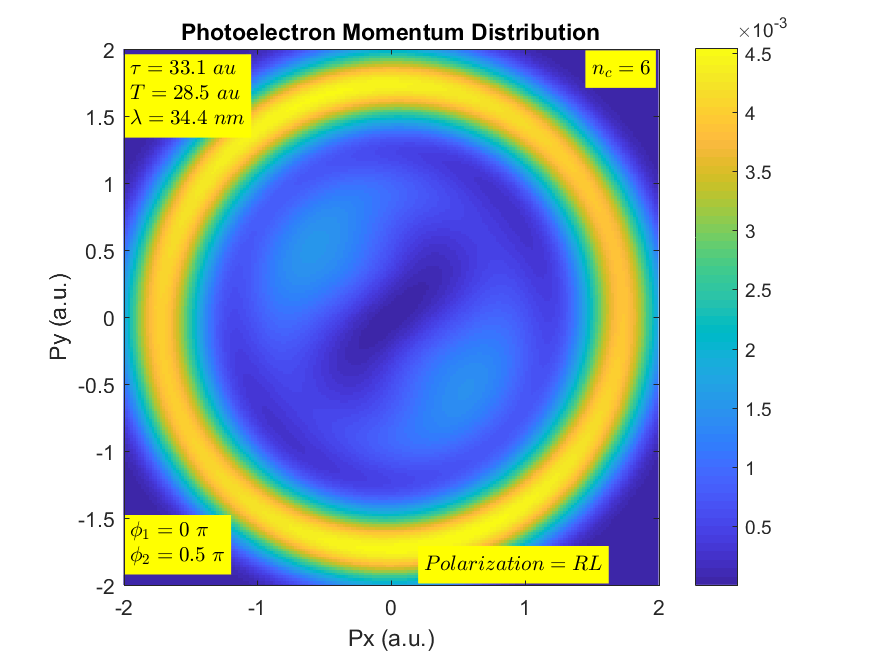 Photoelectron Momentum Distribution
×10⁻³
τ = 33.1 au
T = 28.5 au
λ = 34.4 nm
n_c = 6
2
1.5
1
0.5
0
-0.5
-1
-1.5
-2
Py (a.u.)
4.5
4
3.5
3
2.5
2
1.5
1
0.5
ϕ₁ = 0 π
ϕ₂ = 0.5 π
Polarization = RL
-2 -1 0 1 2
Px (a.u.)